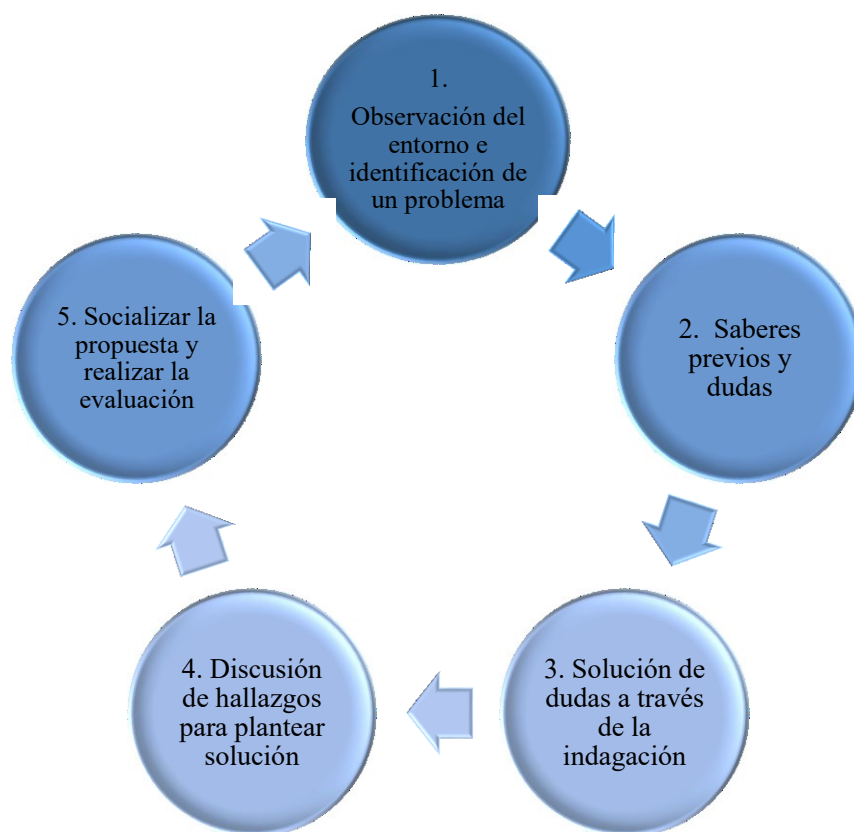 1.
Observación del
entorno e
identificación de
un problema
2. Saberes
previos y
dudas
3. Solución de
dudas a través
de la
indagación
4. Discusión
de hallazgos
para plantear
solución
5. Socializar la
propuesta y
realizar la
evaluación